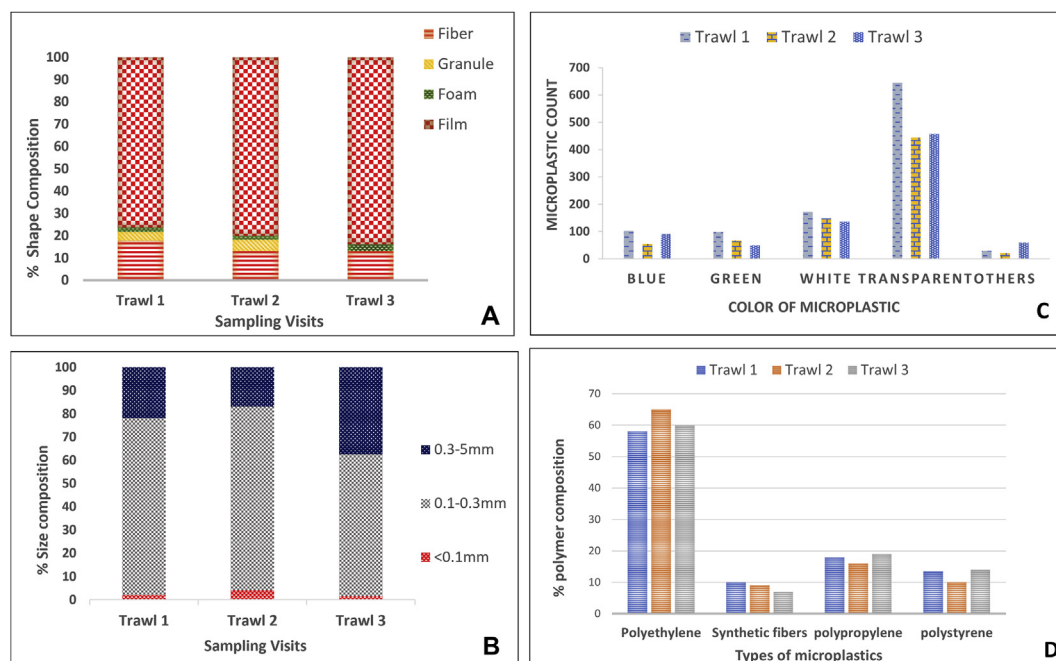 Fiber
Granule
Foam
Film
100
90
80
70
60
50
40
30
20
10
0
% Shape Composition
Trawl 1 Trawl 2 Trawl 3
Sampling Visits
A
Trawl 1 Trawl 2 Trawl 3
700
600
500
400
300
200
100
0
MICROPLASTIC COUNT
BLUE GREEN WHITE TRANSPARENT OTHERS
COLOR OF MICROPLASTIC
C
100
90
80
70
60
50
40
30
20
10
0
% Size composition
0.3-5mm
0.1-0.3mm
<0.1mm
Trawl 1 Trawl 2 Trawl 3
Sampling Visits
B
Trawl 1 Trawl 2 Trawl 3
70
60
50
40
30
20
10
0
% polymer composition
Polyethylene Synthetic fibers polypropylene polystyrene
Types of microplastics
D